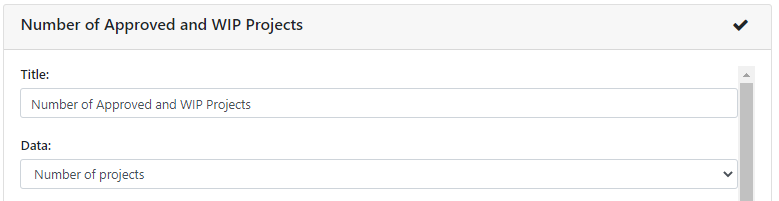 Number of Approved and WIP Projects
Title:
Number of Approved and WIP Projects
Data:
Number of projects